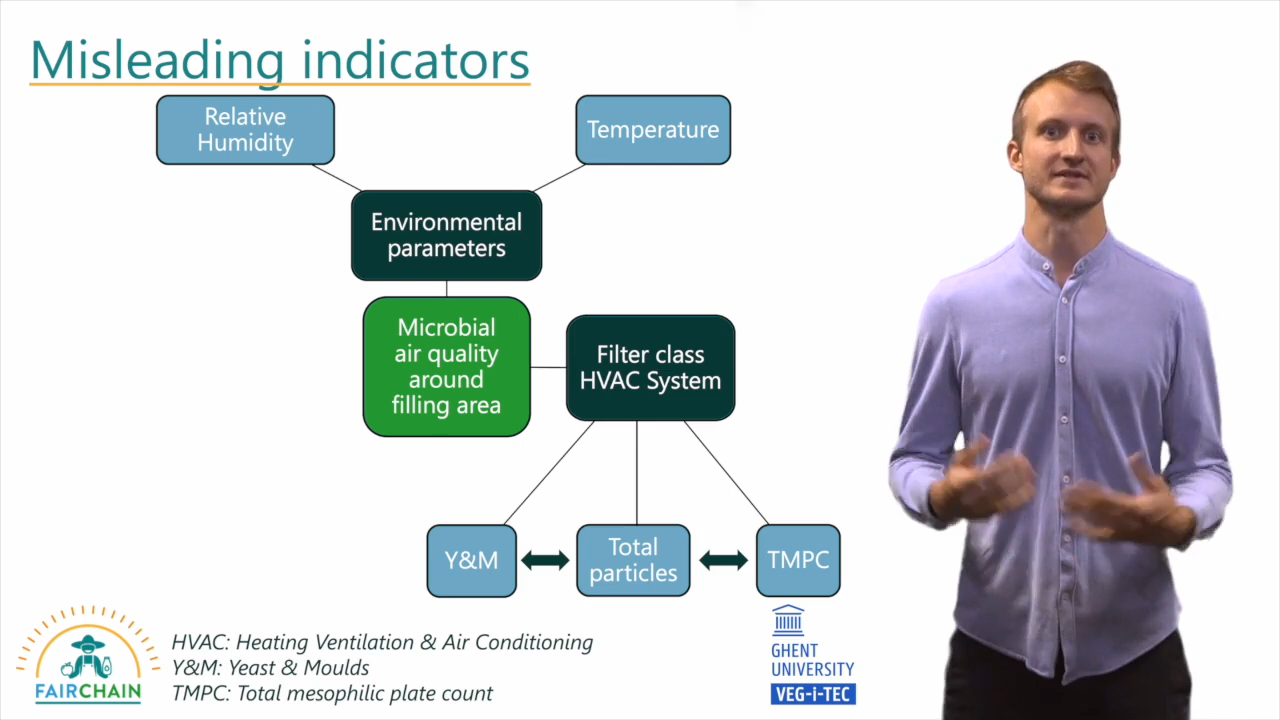 Misleading indicators
Relative
Humidity
Temperature
Environmental
parameters
Microbial
air quality
around
filling area
Filter class
HVAC System
Y&M
Total
particles
TMPC
HVAC: Heating Ventilation & Air Conditioning
Y&M: Yeast & Moulds
TMPC: Total mesophilic plate count
FAIRCHAIN
GHENT
UNIVERSITY
VEG-i-TEC